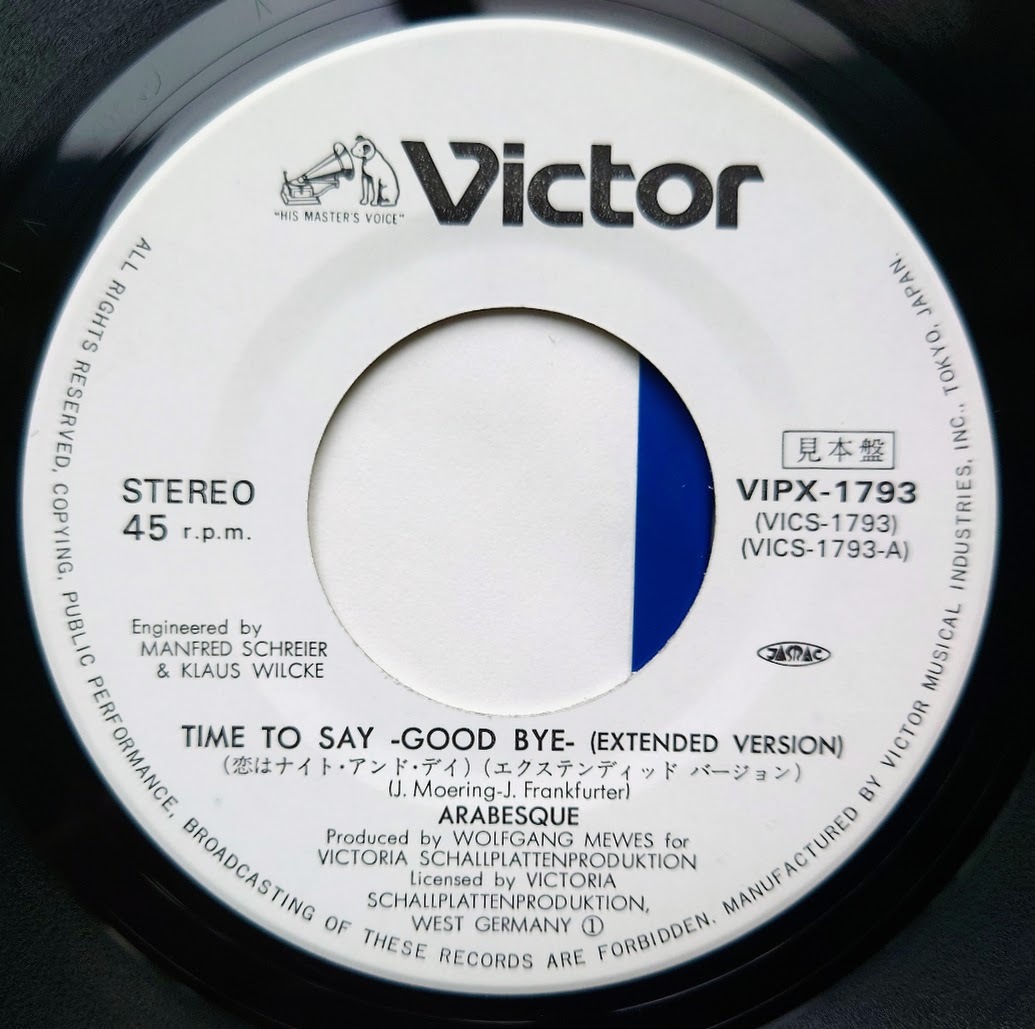 "HIS MASTER'S VOICE"
Victor
ALL RIGHTS RESERVED, COPYING, PUBLIC PERFORMANCE, BROADCASTING OF THESE RECORDS ARE FORBIDDEN. MANUFACTURED BY VICTOR MUSICAL INDUSTRIES, INC., TOKYO, JAPAN.
STEREO
45 r.p.m.
見本盤
VIPX-1793
(VICS-1793)
(VICS-1793-A)
Engineered by
MANFRED SCHREIER
& KLAUS WILCKE
JASRAC
TIME TO SAY -GOOD BYE- (EXTENDED VERSION)
(恋はナイト・アンド・デイ) (エクステンディッド バージョン)
(J. Moering-J. Frankfurter)
ARABESQUE
Produced by WOLFGANG MEWES for
VICTORIA SCHALLPLATTENPRODUKTION
Licensed by VICTORIA
SCHALLPLATTENPRODUKTION,
WEST GERMANY ①